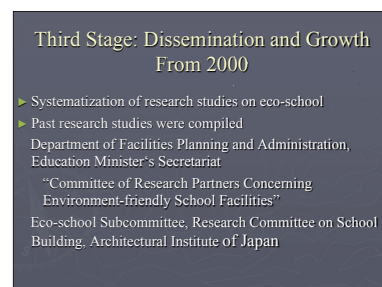 Third Stage: Dissemination and Growth
From 2000
► Systematization of research studies on eco-school
► Past research studies were compiled
Department of Facilities Planning and Administration,
Education Minister‘s Secretariat
“Committee of Research Partners Concerning
Environment-friendly School Facilities”
Eco-school Subcommittee, Research Committee on School
Building, Architectural Institute of Japan